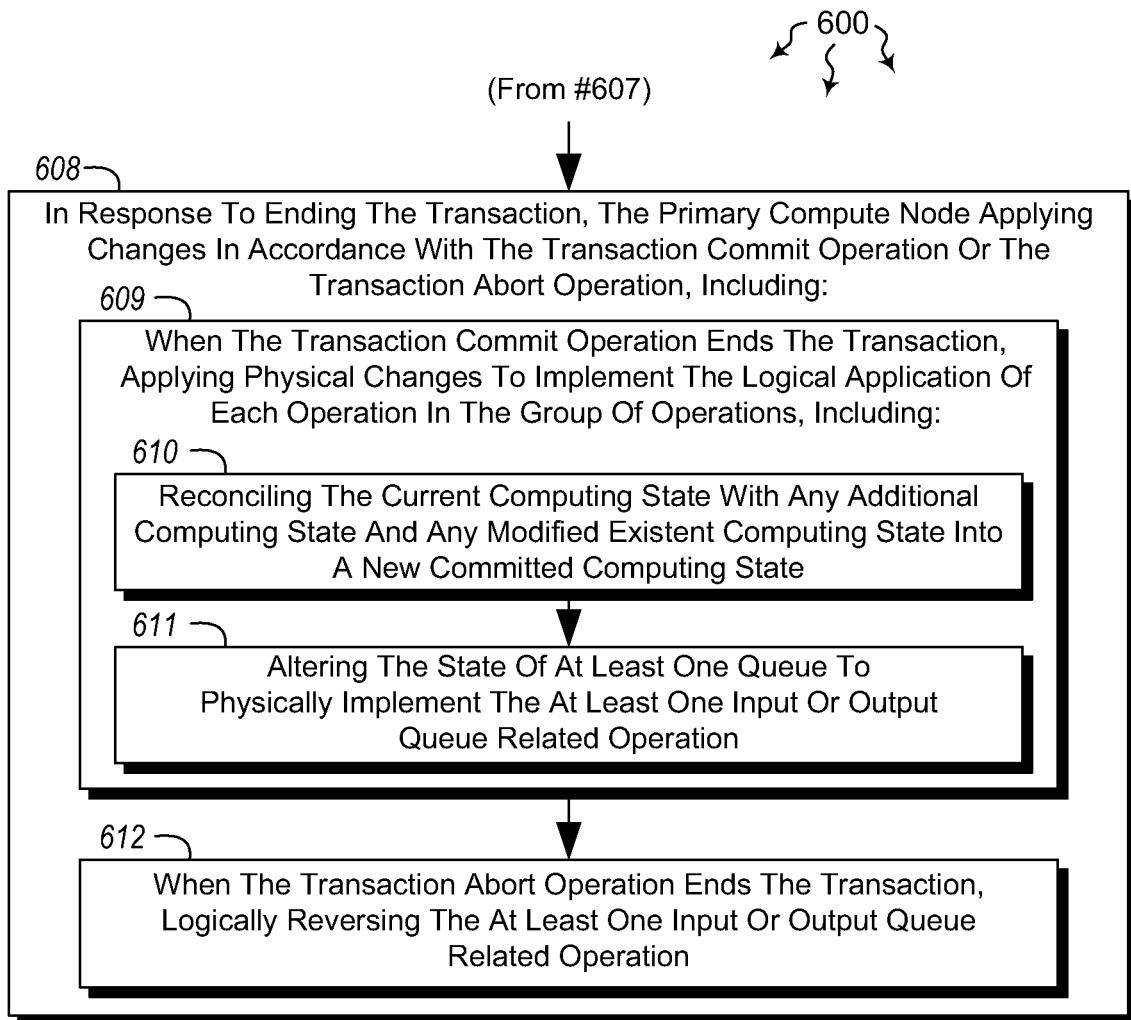 600
(From #607)
608
In Response To Ending The Transaction, The Primary Compute Node Applying
Changes In Accordance With The Transaction Commit Operation Or The
Transaction Abort Operation, Including:
609
When The Transaction Commit Operation Ends The Transaction,
Applying Physical Changes To Implement The Logical Application Of
Each Operation In The Group Of Operations, Including:
610
Reconciling The Current Computing State With Any Additional
Computing State And Any Modified Existent Computing State Into
A New Committed Computing State
611
Altering The State Of At Least One Queue To
Physically Implement The At Least One Input Or Output
Queue Related Operation
612
When The Transaction Abort Operation Ends The Transaction,
Logically Reversing The At Least One Input Or Output Queue
Related Operation